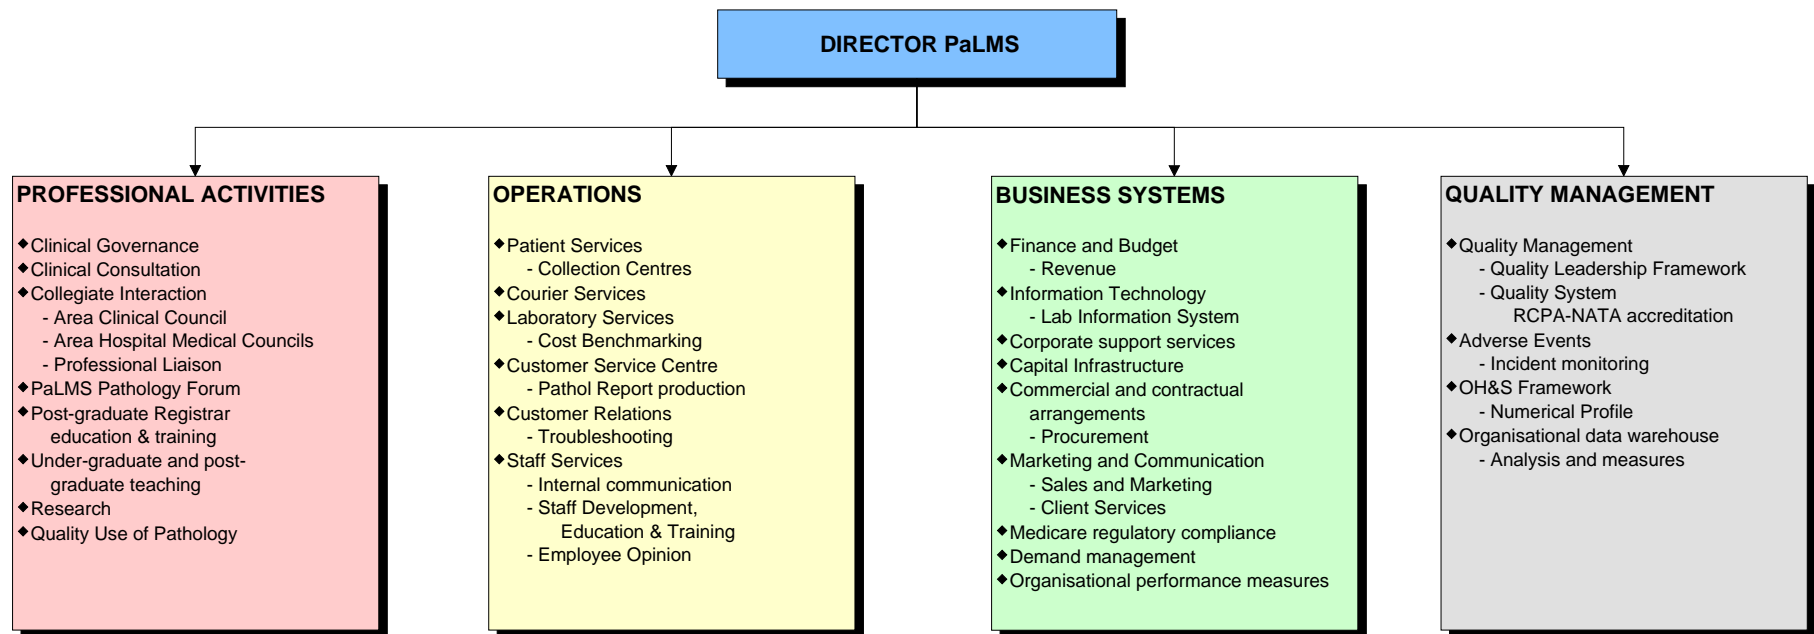 DIRECTOR PaLMS
PROFESSIONAL ACTIVITIES
◆Clinical Governance
◆Clinical Consultation
◆Collegiate Interaction
- Area Clinical Council
- Area Hospital Medical Councils
- Professional Liaison
◆PaLMS Pathology Forum
◆Post-graduate Registrar
education & training
◆Under-graduate and post-
graduate teaching
◆Research
◆Quality Use of Pathology
OPERATIONS
◆Patient Services
- Collection Centres
◆Courier Services
◆Laboratory Services
- Cost Benchmarking
◆Customer Service Centre
- Pathol Report production
◆Customer Relations
- Troubleshooting
◆Staff Services
- Internal communication
- Staff Development,
Education & Training
- Employee Opinion
BUSINESS SYSTEMS
◆Finance and Budget
- Revenue
◆Information Technology
- Lab Information System
◆Corporate support services
◆Capital Infrastructure
◆Commercial and contractual
arrangements
- Procurement
◆Marketing and Communication
- Sales and Marketing
- Client Services
◆Medicare regulatory compliance
◆Demand management
◆Organisational performance measures
QUALITY MANAGEMENT
◆Quality Management
- Quality Leadership Framework
- Quality System
RCPA-NATA accreditation
◆Adverse Events
- Incident monitoring
◆OH&S Framework
- Numerical Profile
◆Organisational data warehouse
- Analysis and measures